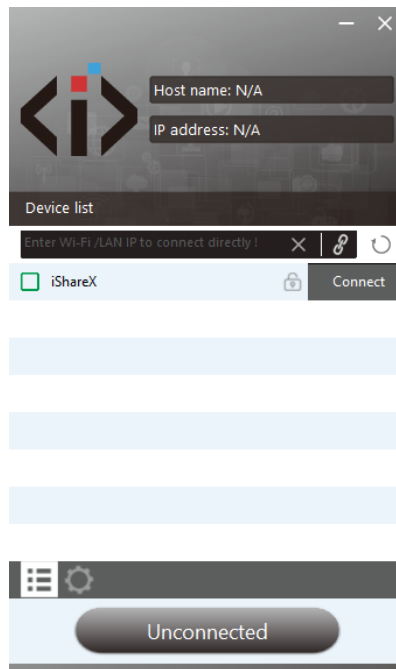 Host name: N/A
IP address: N/A
Device list
Enter Wi-Fi /LAN IP to connect directly !
iShareX
Connect
Unconnected